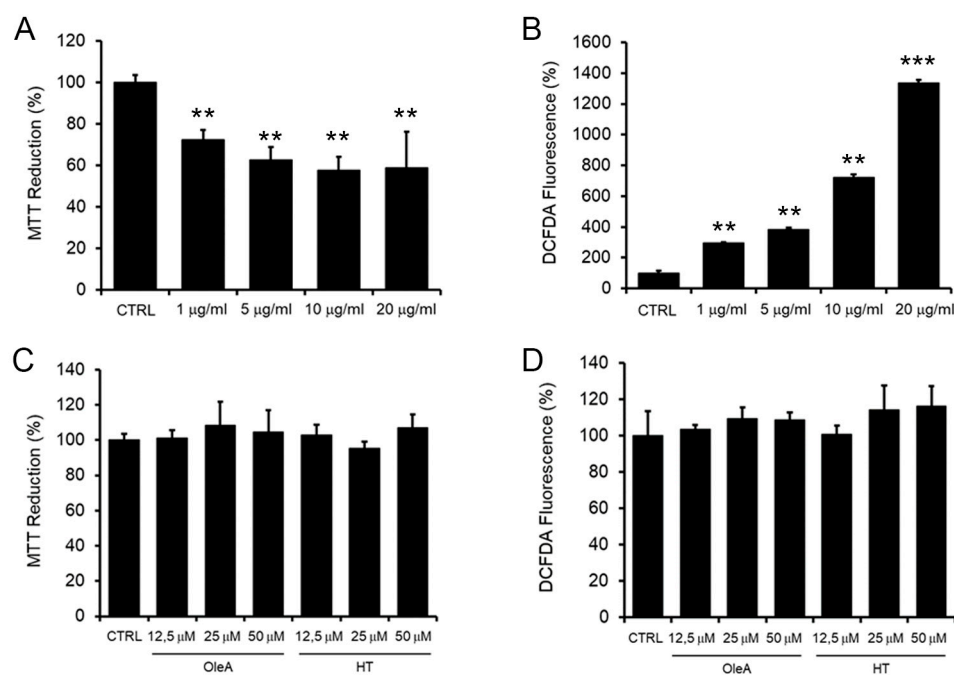 A
MTT Reduction (%)
120
100
80
60
40
20
0
** ** ** **
CTRL 1 µg/ml 5 µg/ml 10 µg/ml 20 µg/ml
B
DCFDA Fluorescence (%)
1600
1400
1200
1000
800
600
400
200
0
** ** ** ***
CTRL 1 µg/ml 5 µg/ml 10 µg/ml 20 µg/ml
C
MTT Reduction (%)
140
120
100
80
60
40
20
0
CTRL 12,5 µM 25 µM 50 µM 12,5 µM 25 µM 50 µM
OleA HT
D
DCFDA Fluorescence (%)
140
120
100
80
60
40
20
0
CTRL 12,5 µM 25 µM 50 µM 12,5 µM 25 µM 50 µM
OleA HT